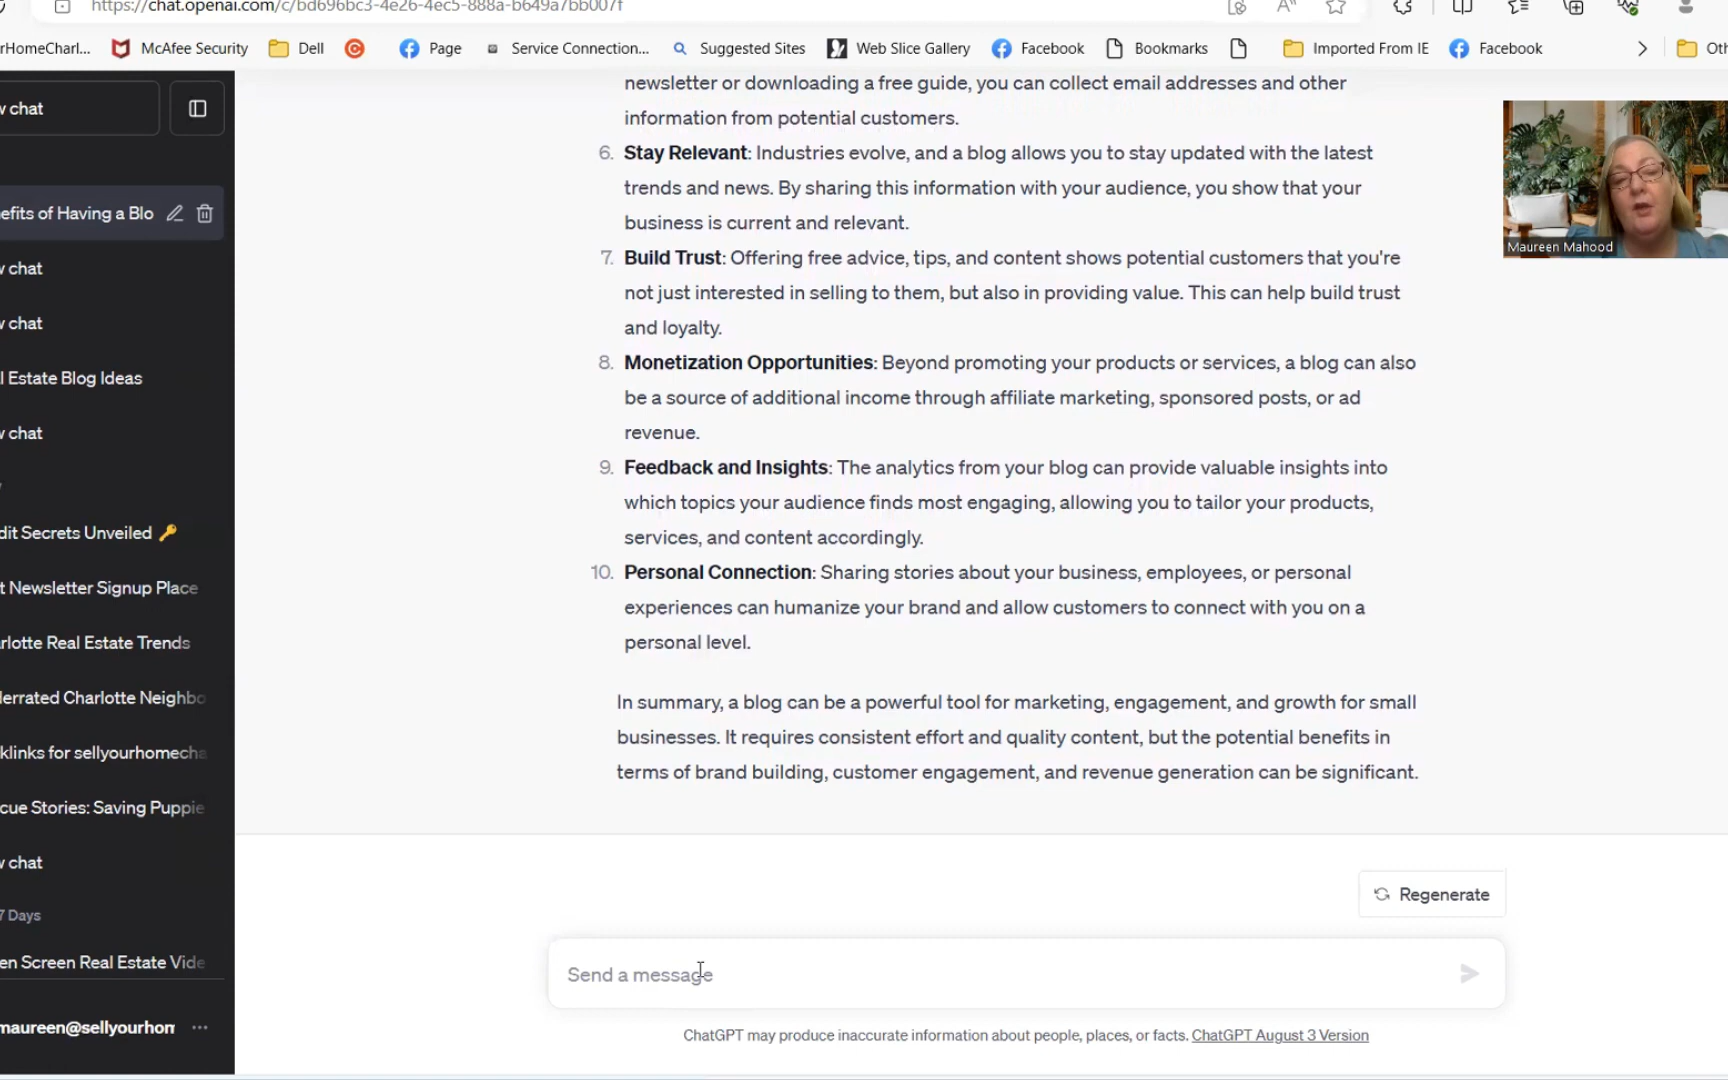 https://chat.openai.com/c/bd696bc3-4e26-4ec5-888a-b649a7bb007f
rHomeCharl... McAfee Security Dell Page Service Connection... Suggested Sites Web Slice Gallery Facebook Bookmarks Imported From IE Facebook Oth
w chat
efits of Having a Blo
w chat
w chat
l Estate Blog Ideas
w chat
y
dit Secrets Unveiled 🔑
t Newsletter Signup Place
rlotte Real Estate Trends
derrated Charlotte Neighbo
klinks for sellyourhomecha
cue Stories: Saving Puppie
w chat
7 Days
en Screen Real Estate Vide
maureen@sellyourhom
newsletter or downloading a free guide, you can collect email addresses and other
information from potential customers.
6. Stay Relevant: Industries evolve, and a blog allows you to stay updated with the latest
trends and news. By sharing this information with your audience, you show that your
business is current and relevant.
7. Build Trust: Offering free advice, tips, and content shows potential customers that you're
not just interested in selling to them, but also in providing value. This can help build trust
and loyalty.
8. Monetization Opportunities: Beyond promoting your products or services, a blog can also
be a source of additional income through affiliate marketing, sponsored posts, or ad
revenue.
9. Feedback and Insights: The analytics from your blog can provide valuable insights into
which topics your audience finds most engaging, allowing you to tailor your products,
services, and content accordingly.
10. Personal Connection: Sharing stories about your business, employees, or personal
experiences can humanize your brand and allow customers to connect with you on a
personal level.
In summary, a blog can be a powerful tool for marketing, engagement, and growth for small
businesses. It requires consistent effort and quality content, but the potential benefits in
terms of brand building, customer engagement, and revenue generation can be significant.
Regenerate
Send a message
ChatGPT may produce inaccurate information about people, places, or facts. ChatGPT August 3 Version
Maureen Mahood